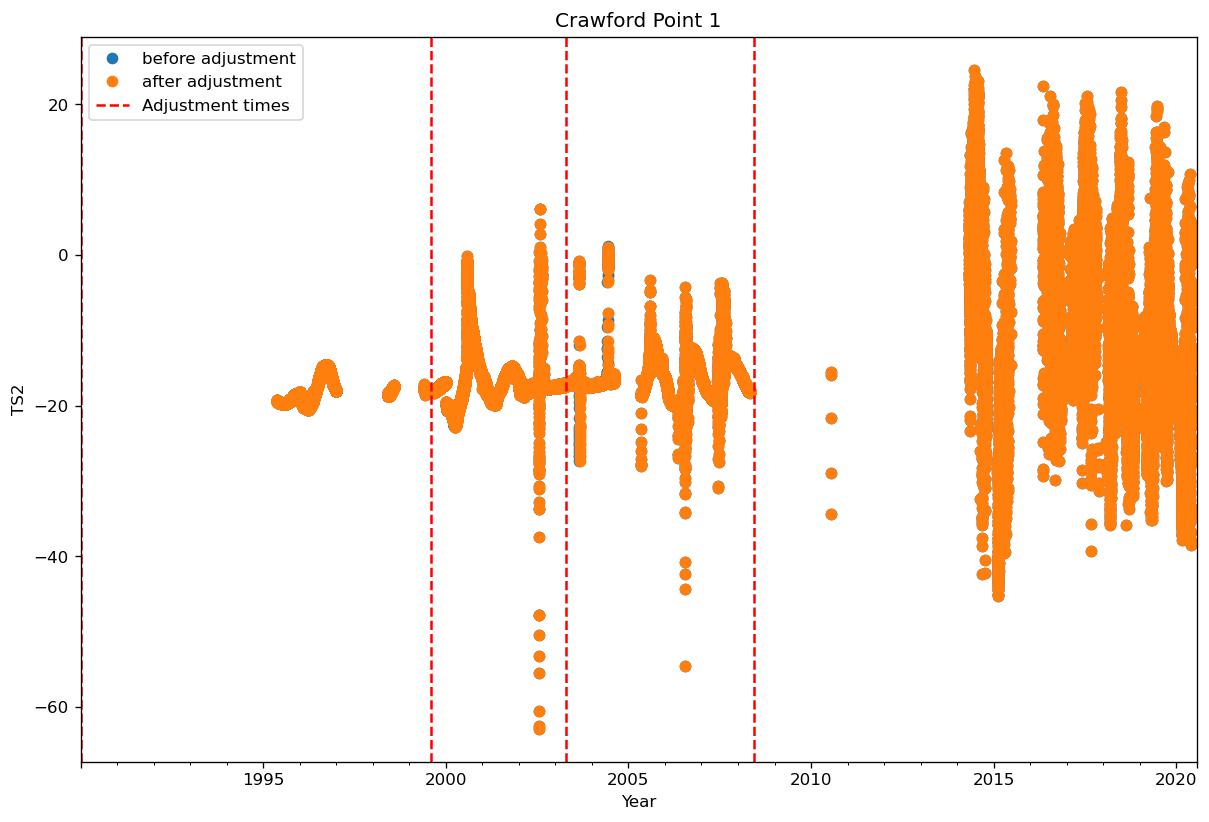 Crawford Point 1
before adjustment
after adjustment
Adjustment times
TS2
20
0
−20
−40
−60
1995 2000 2005 2010 2015 2020
Year